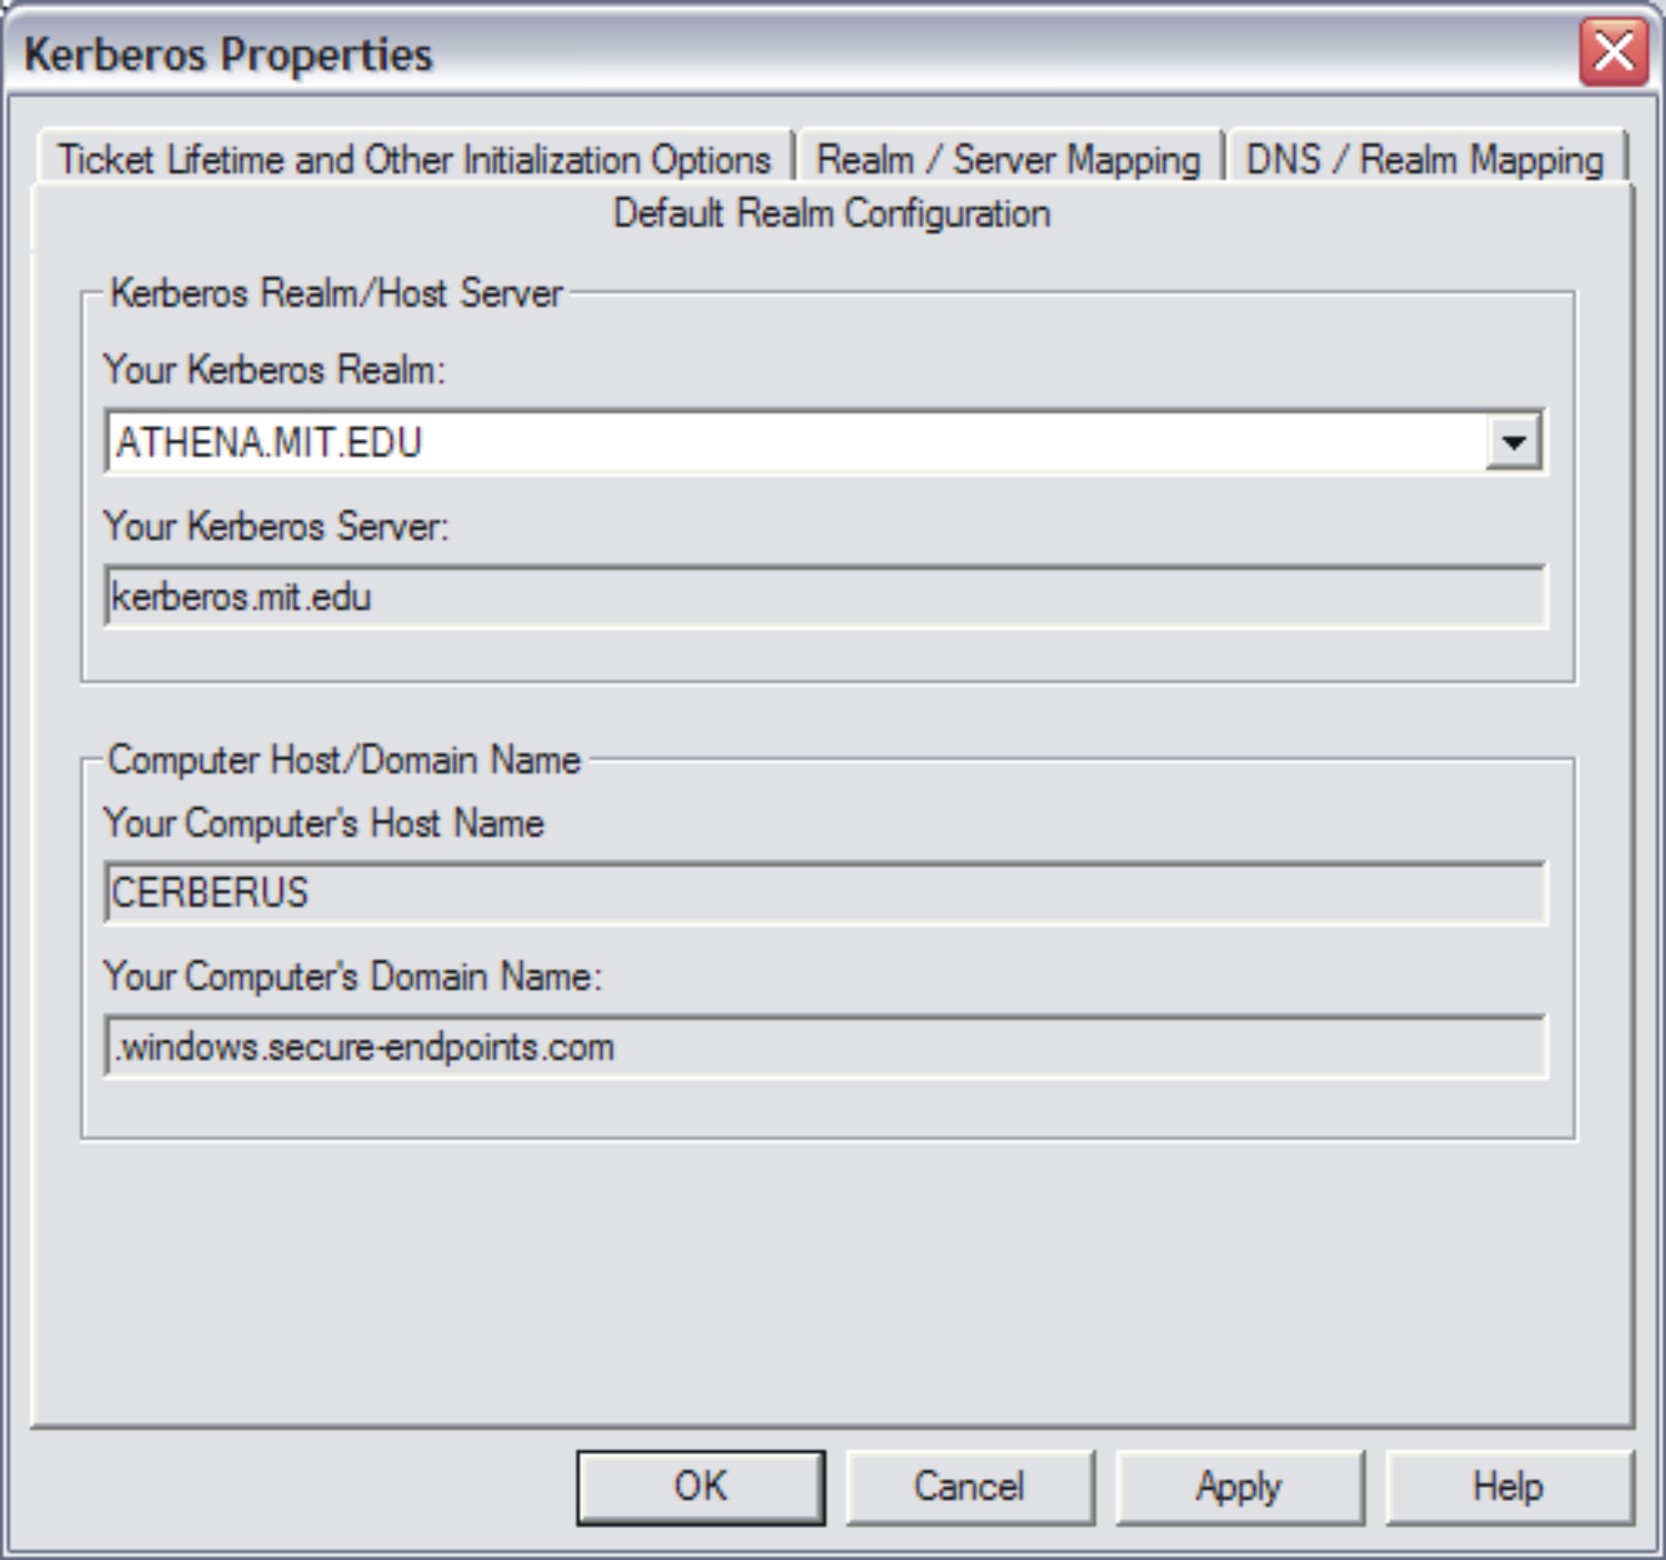 Kerberos Properties
Ticket Lifetime and Other Initialization Options
Realm / Server Mapping
DNS / Realm Mapping
Default Realm Configuration
Kerberos Realm/Host Server
Your Kerberos Realm:
ATHENA.MIT.EDU
Your Kerberos Server:
kerberos.mit.edu
Computer Host/Domain Name
Your Computer's Host Name
CERBERUS
Your Computer's Domain Name:
.windows.secure-endpoints.com
OK
Cancel
Apply
Help